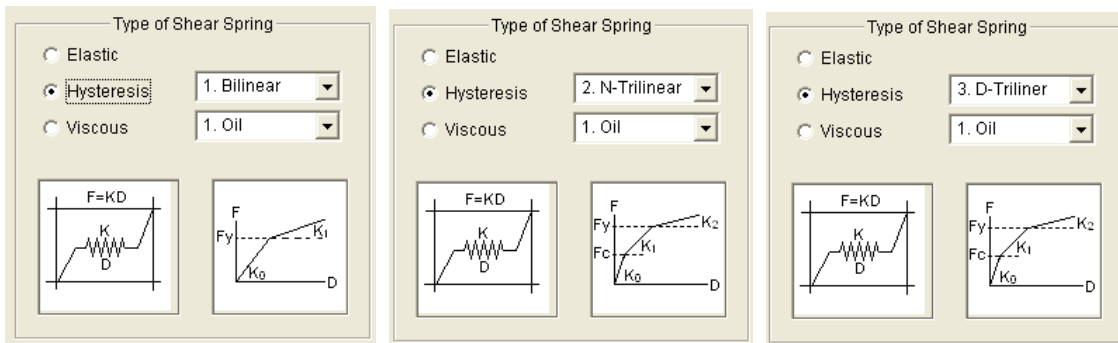 Type of Shear Spring
Elastic
Hysteresis
1. Bilinear
Viscous
1. Oil
F=KD
K
D
F
Fy
K1
K0
D
Type of Shear Spring
Elastic
Hysteresis
2. N-Trilinear
Viscous
1. Oil
F=KD
K
D
F
Fy
K2
Fc
K1
K0
D
Type of Shear Spring
Elastic
Hysteresis
3. D-Triliner
Viscous
1. Oil
F=KD
K
D
F
Fy
K2
Fc
K1
K0
D